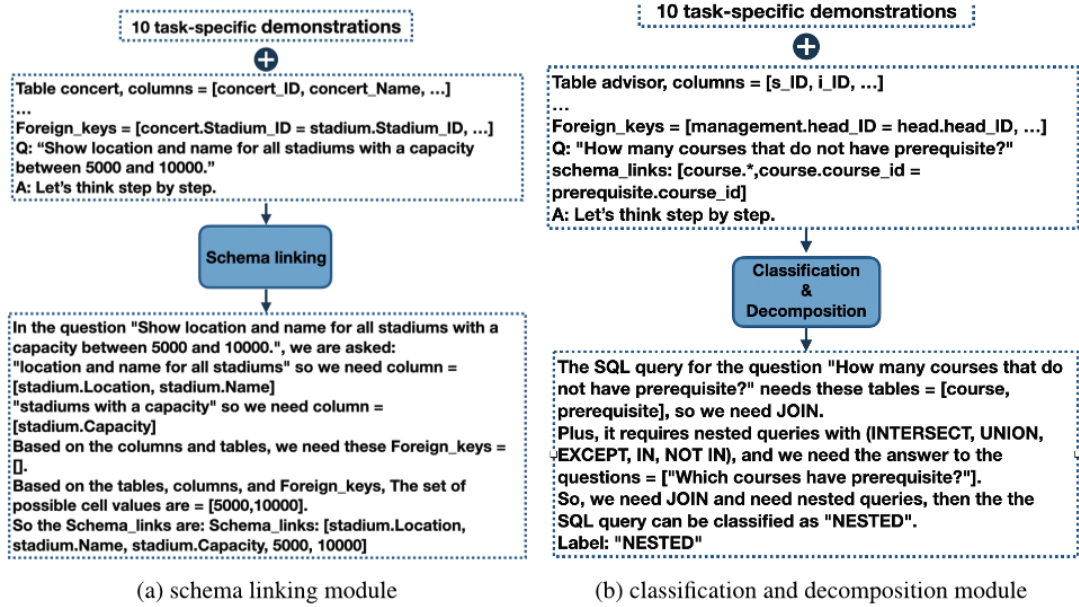 10 task-specific demonstrations
Table concert, columns = [concert_ID, concert_Name, ...]
...
Foreign_keys = [concert.Stadium_ID = stadium.Stadium_ID, ...]
Q: “Show location and name for all stadiums with a capacity
between 5000 and 10000.”
A: Let’s think step by step.
Schema linking
In the question "Show location and name for all stadiums with a
capacity between 5000 and 10000.", we are asked:
"location and name for all stadiums" so we need column =
[stadium.Location, stadium.Name]
"stadiums with a capacity" so we need column =
[stadium.Capacity]
Based on the columns and tables, we need these Foreign_keys =
[].
Based on the tables, columns, and Foreign_keys, The set of
possible cell values are = [5000,10000].
So the Schema_links are: Schema_links: [stadium.Location,
stadium.Name, stadium.Capacity, 5000, 10000]
(a) schema linking module
10 task-specific demonstrations
Table advisor, columns = [s_ID, i_ID, ...]
...
Foreign_keys = [management.head_ID = head.head_ID, ...]
Q: "How many courses that do not have prerequisite?"
schema_links: [course.*,course.course_id =
prerequisite.course_id]
A: Let’s think step by step.
Classification
&
Decomposition
The SQL query for the question "How many courses that do
not have prerequisite?" needs these tables = [course,
prerequisite], so we need JOIN.
Plus, it requires nested queries with (INTERSECT, UNION,
EXCEPT, IN, NOT IN), and we need the answer to the
questions = ["Which courses have prerequisite?"].
So, we need JOIN and need nested queries, then the the
SQL query can be classified as "NESTED".
Label: "NESTED"
(b) classification and decomposition module